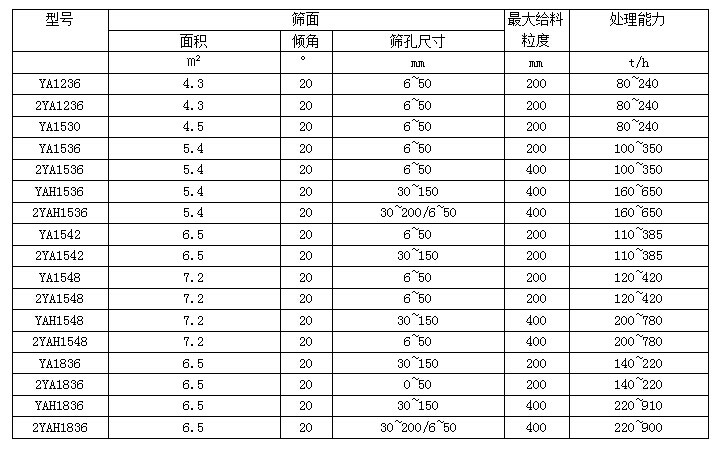 型号 筛面 最大给料粒度 处理能力
面积 倾角 筛孔尺寸
m² ° mm mm t/h
YA1236 4.3 20 6~50 200 80~240
2YA1236 4.3 20 6~50 200 80~240
YA1530 4.5 20 6~50 200 80~240
YA1536 5.4 20 6~50 200 100~350
2YA1536 5.4 20 6~50 400 100~350
YAH1536 5.4 20 30~150 400 160~650
2YAH1536 5.4 20 30~200/6~50 400 160~650
YA1542 6.5 20 6~50 200 110~385
2YA1542 6.5 20 30~150 200 110~385
YA1548 7.2 20 6~50 200 120~420
2YA1548 7.2 20 6~50 200 120~420
YAH1548 7.2 20 30~150 400 200~780
2YAH1548 7.2 20 6~50 400 200~780
YA1836 6.5 20 30~150 200 140~220
2YA1836 6.5 20 0~50 200 140~220
YAH1836 6.5 20 30~150 400 220~910
2YAH1836 6.5 20 30~200/6~50 400 220~900